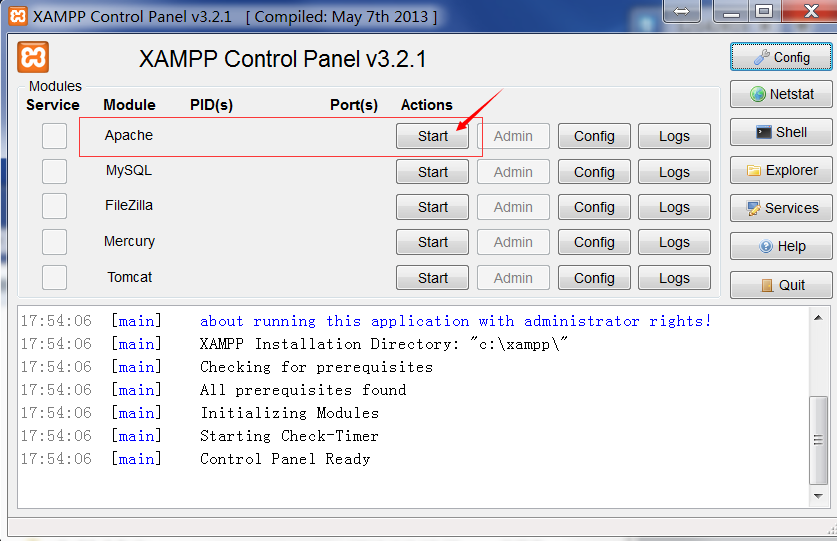 XAMPP Control Panel v3.2.1 [ Compiled: May 7th 2013 ]
XAMPP Control Panel v3.2.1
Config
Modules
Service Module PID(s) Port(s) Actions
Netstat
Apache Start Admin Config Logs
Shell
MySQL Start Admin Config Logs
Explorer
FileZilla Start Admin Config Logs
Services
Mercury Start Admin Config Logs
Help
Tomcat Start Admin Config Logs
Quit
17:54:06 [main] about running this application with administrator rights!
17:54:06 [main] XAMPP Installation Directory: "c:\xampp\"
17:54:06 [main] Checking for prerequisites
17:54:06 [main] All prerequisites found
17:54:06 [main] Initializing Modules
17:54:06 [main] Starting Check-Timer
17:54:06 [main] Control Panel Ready